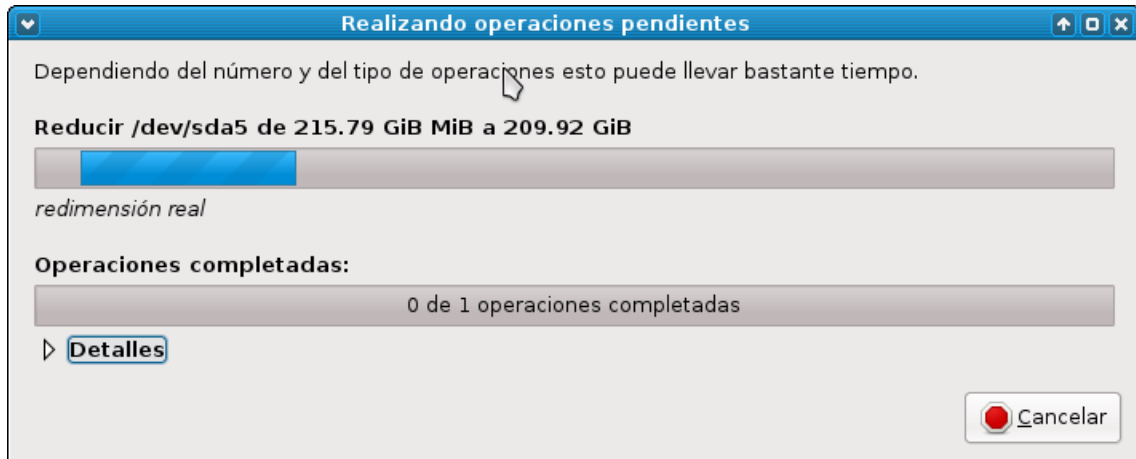 Realizando operaciones pendientes
Dependiendo del número y del tipo de operaciones esto puede llevar bastante tiempo.
Reducir /dev/sda5 de 215.79 GiB MiB a 209.92 GiB
redimensión real
Operaciones completadas:
0 de 1 operaciones completadas
Detalles
Cancelar